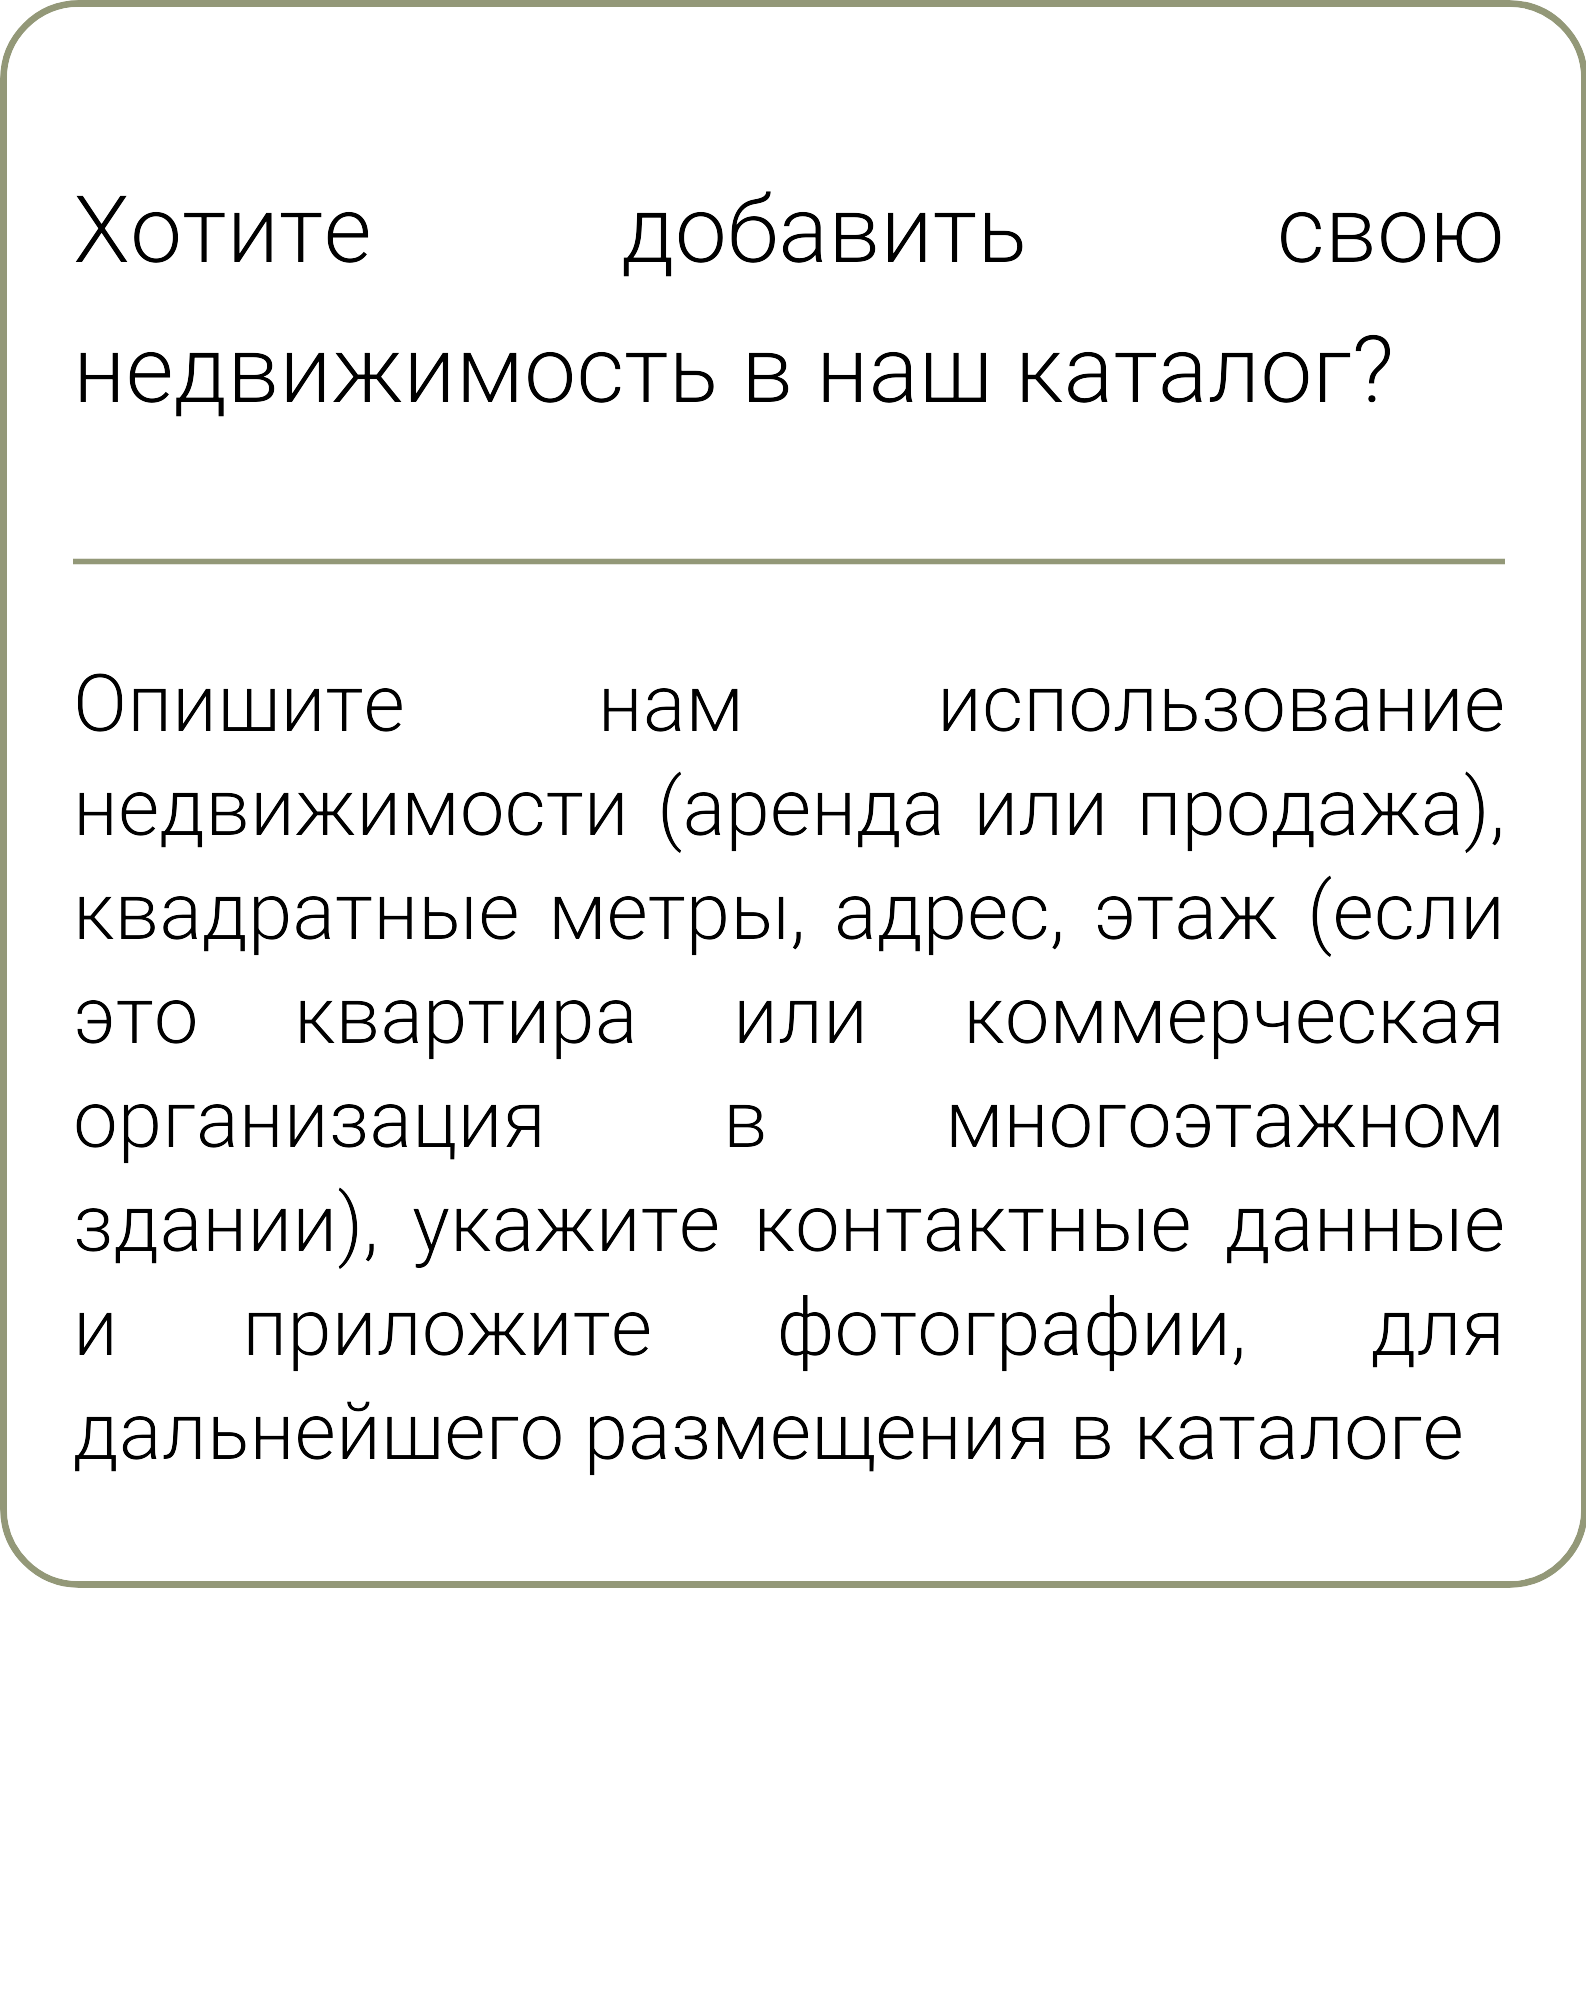 Хотите добавить свою
недвижимость в наш каталог?
Опишите нам использование
недвижимости (аренда или продажа),
квадратные метры, адрес, этаж (если
это квартира или коммерческая
организация в многоэтажном
здании), укажите контактные данные
и приложите фотографии, для
дальнейшего размещения в каталоге